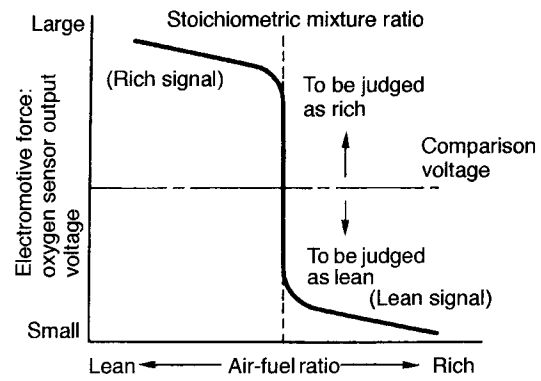 Stoichiometric mixture ratio
Large
(Rich signal)
To be judged
as rich
Comparison
voltage
Electromotive force:
oxygen sensor output
voltage
To be judged
as lean
(Lean signal)
Small
Lean
Air-fuel ratio
Rich